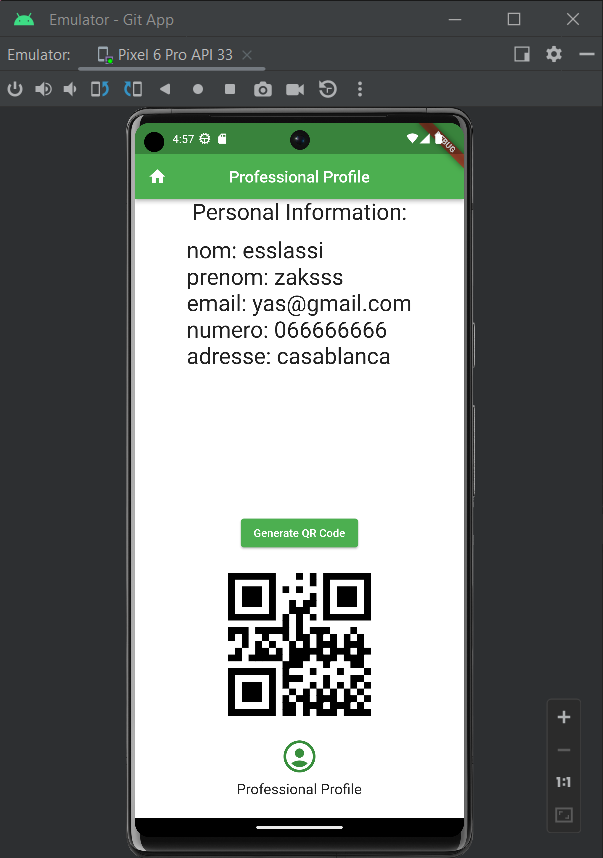 Emulator - Git App
Emulator:
Pixel 6 Pro API 33
4:57
DEBUG
Professional Profile
Personal Information:
nom: esslassi
prenom: zaksss
email: yas@gmail.com
numero: 066666666
adresse: casablanca
Generate QR Code
Professional Profile
1:1